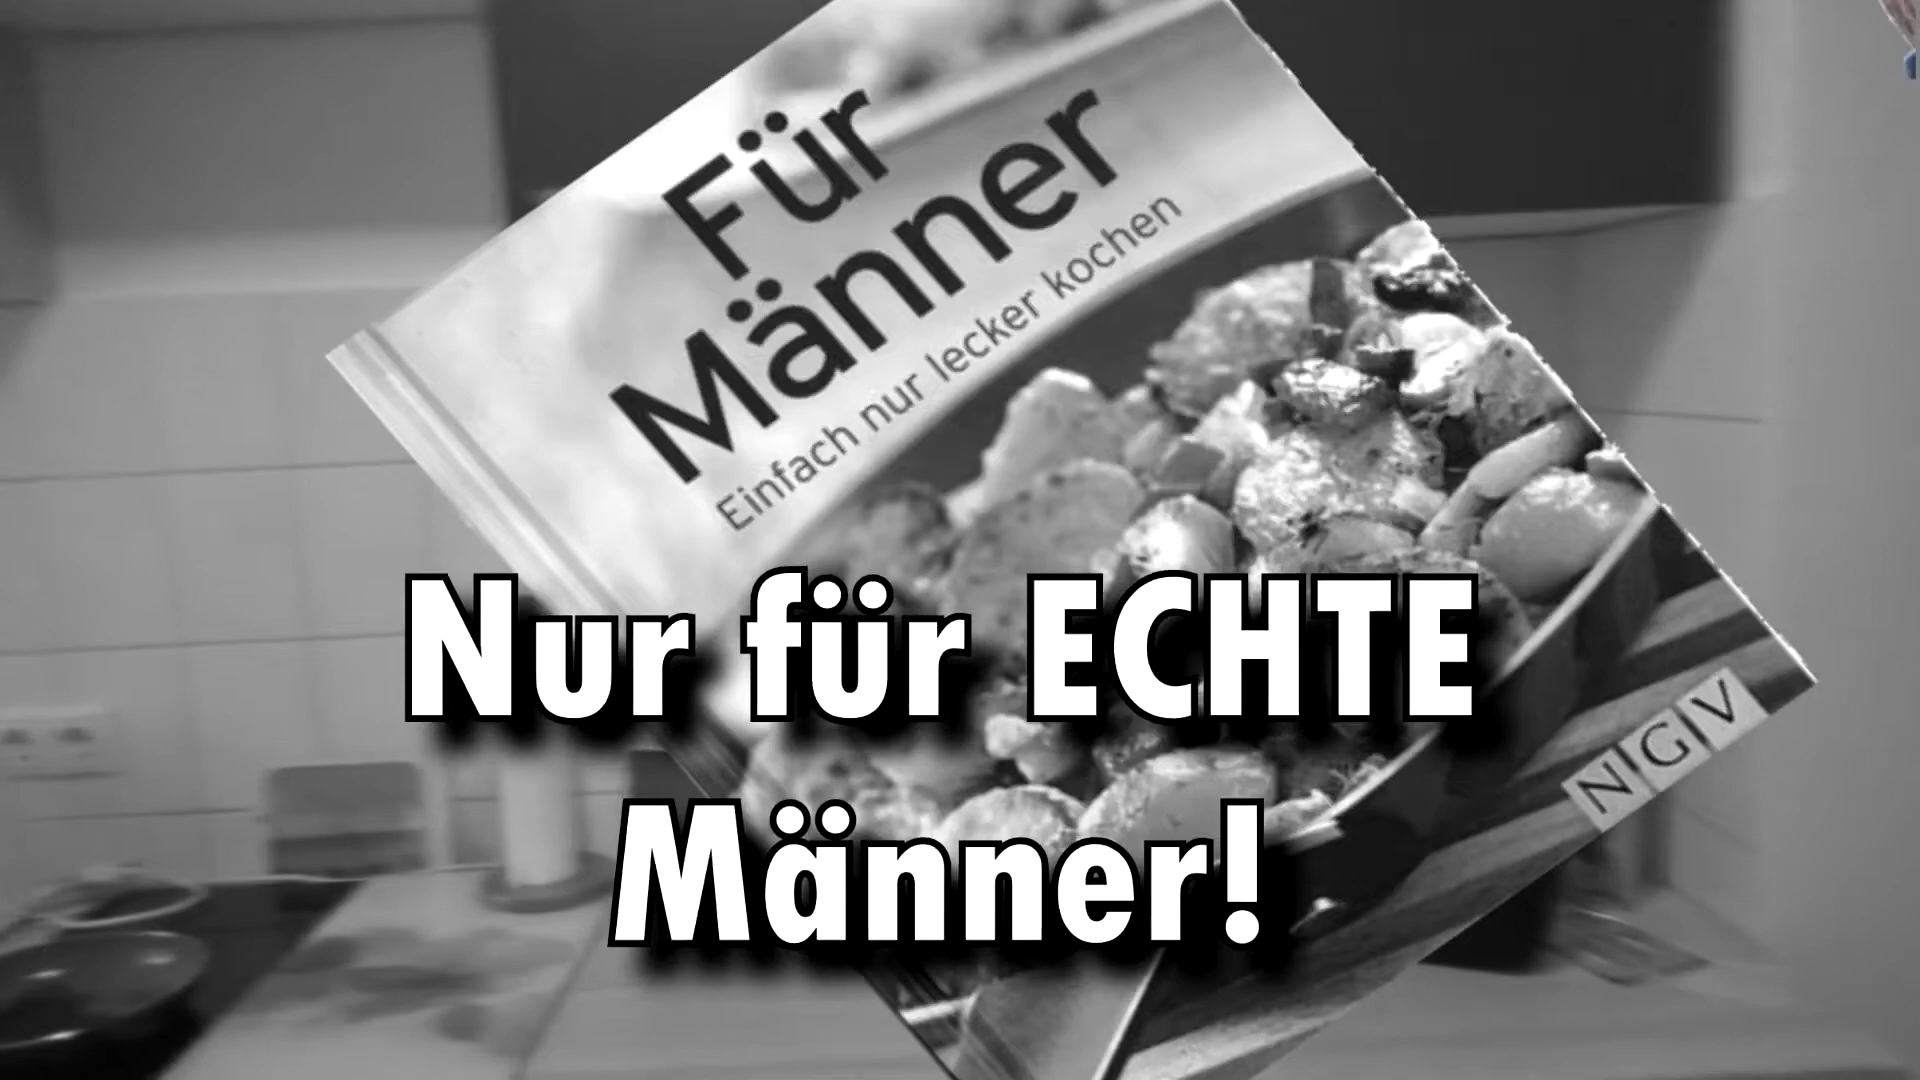 Für
Männer
Einfach nur lecker kochen
Nur für ECHTE
Männer!
NGV